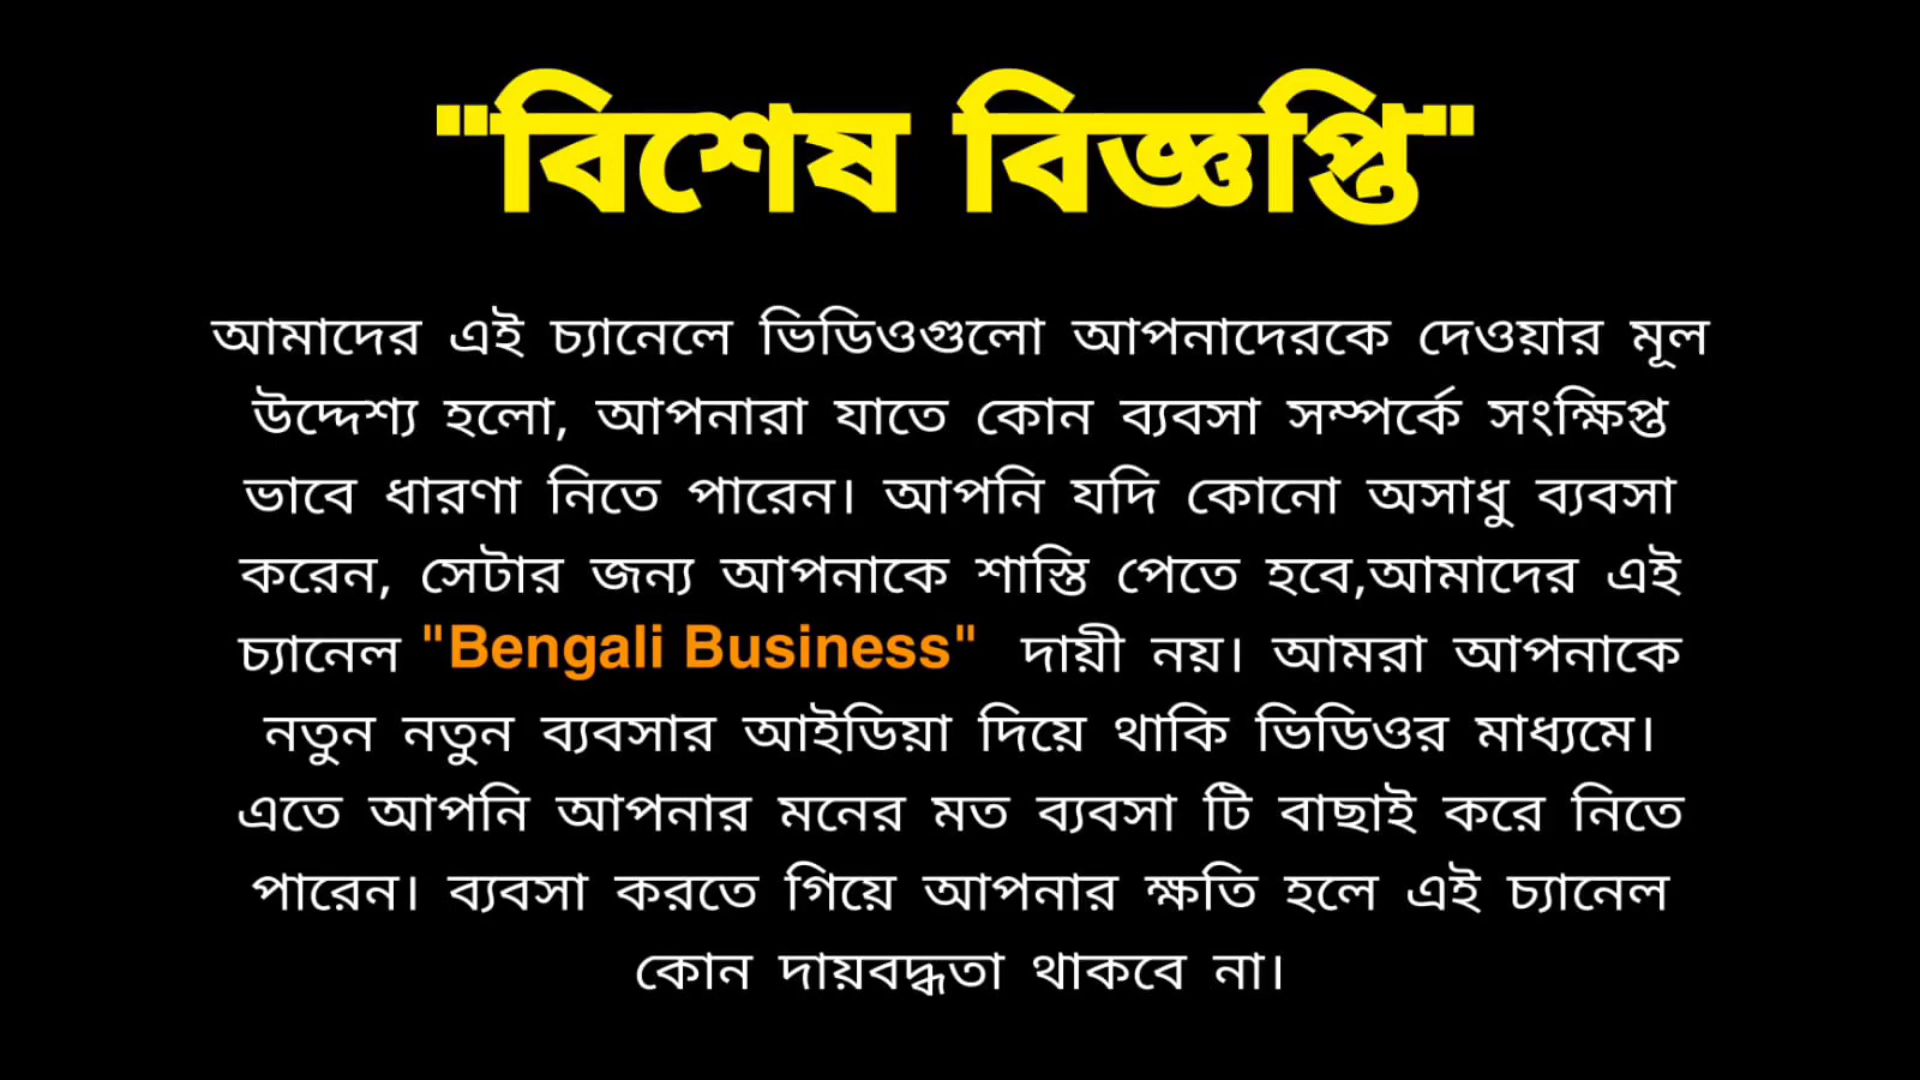 "বিশেষ বিজ্ঞপ্তি"
আমাদের এই চ্যানেলে ভিডিওগুলো আপনাদেরকে দেওয়ার মূল
উদ্দেশ্য হলো, আপনারা যাতে কোন ব্যবসা সম্পর্কে সংক্ষিপ্ত
ভাবে ধারণা নিতে পারেন। আপনি যদি কোনো অসাধু ব্যবসা
করেন, সেটার জন্য আপনাকে শাস্তি পেতে হবে,আমাদের এই
চ্যানেল "Bengali Business" দায়ী নয়। আমরা আপনাকে
নতুন নতুন ব্যবসার আইডিয়া দিয়ে থাকি ভিডিওর মাধ্যমে।
এতে আপনি আপনার মনের মত ব্যবসা টি বাছাই করে নিতে
পারেন। ব্যবসা করতে গিয়ে আপনার ক্ষতি হলে এই চ্যানেল
কোন দায়বদ্ধতা থাকবে না।